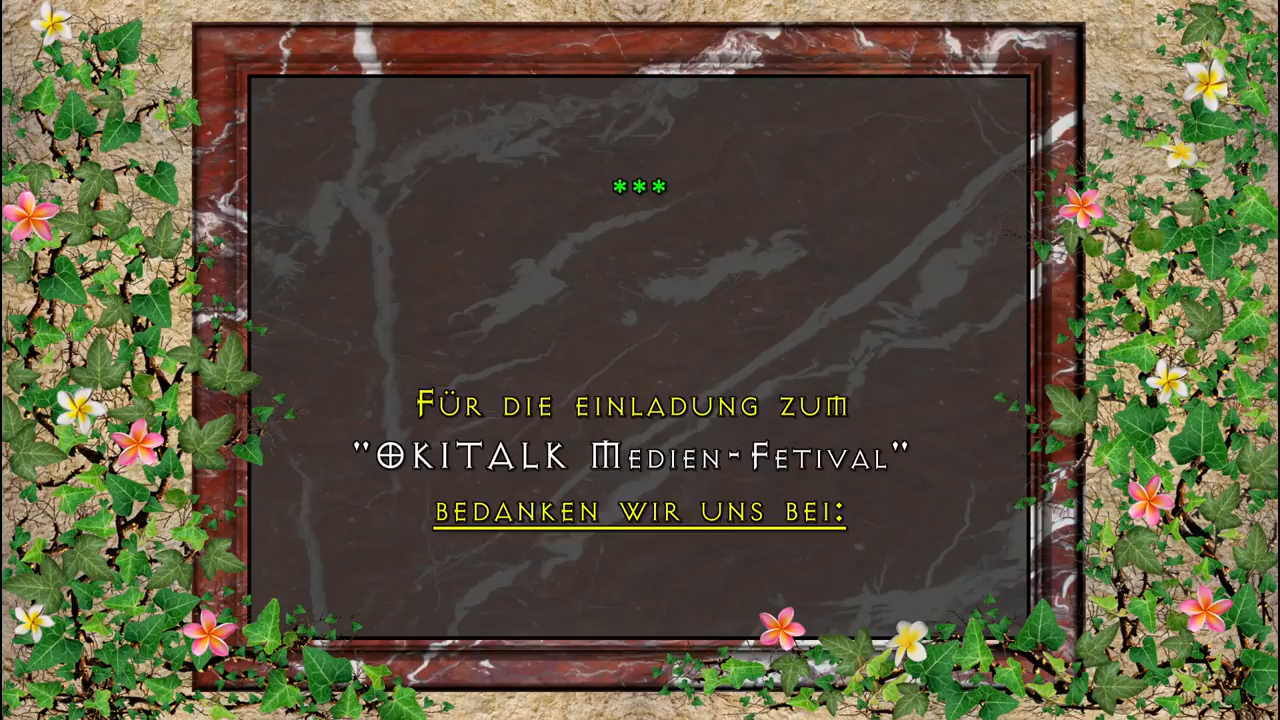 ***
Für die einladung zum
"OKITALK Medien-Fetival"
bedanken wir uns bei: